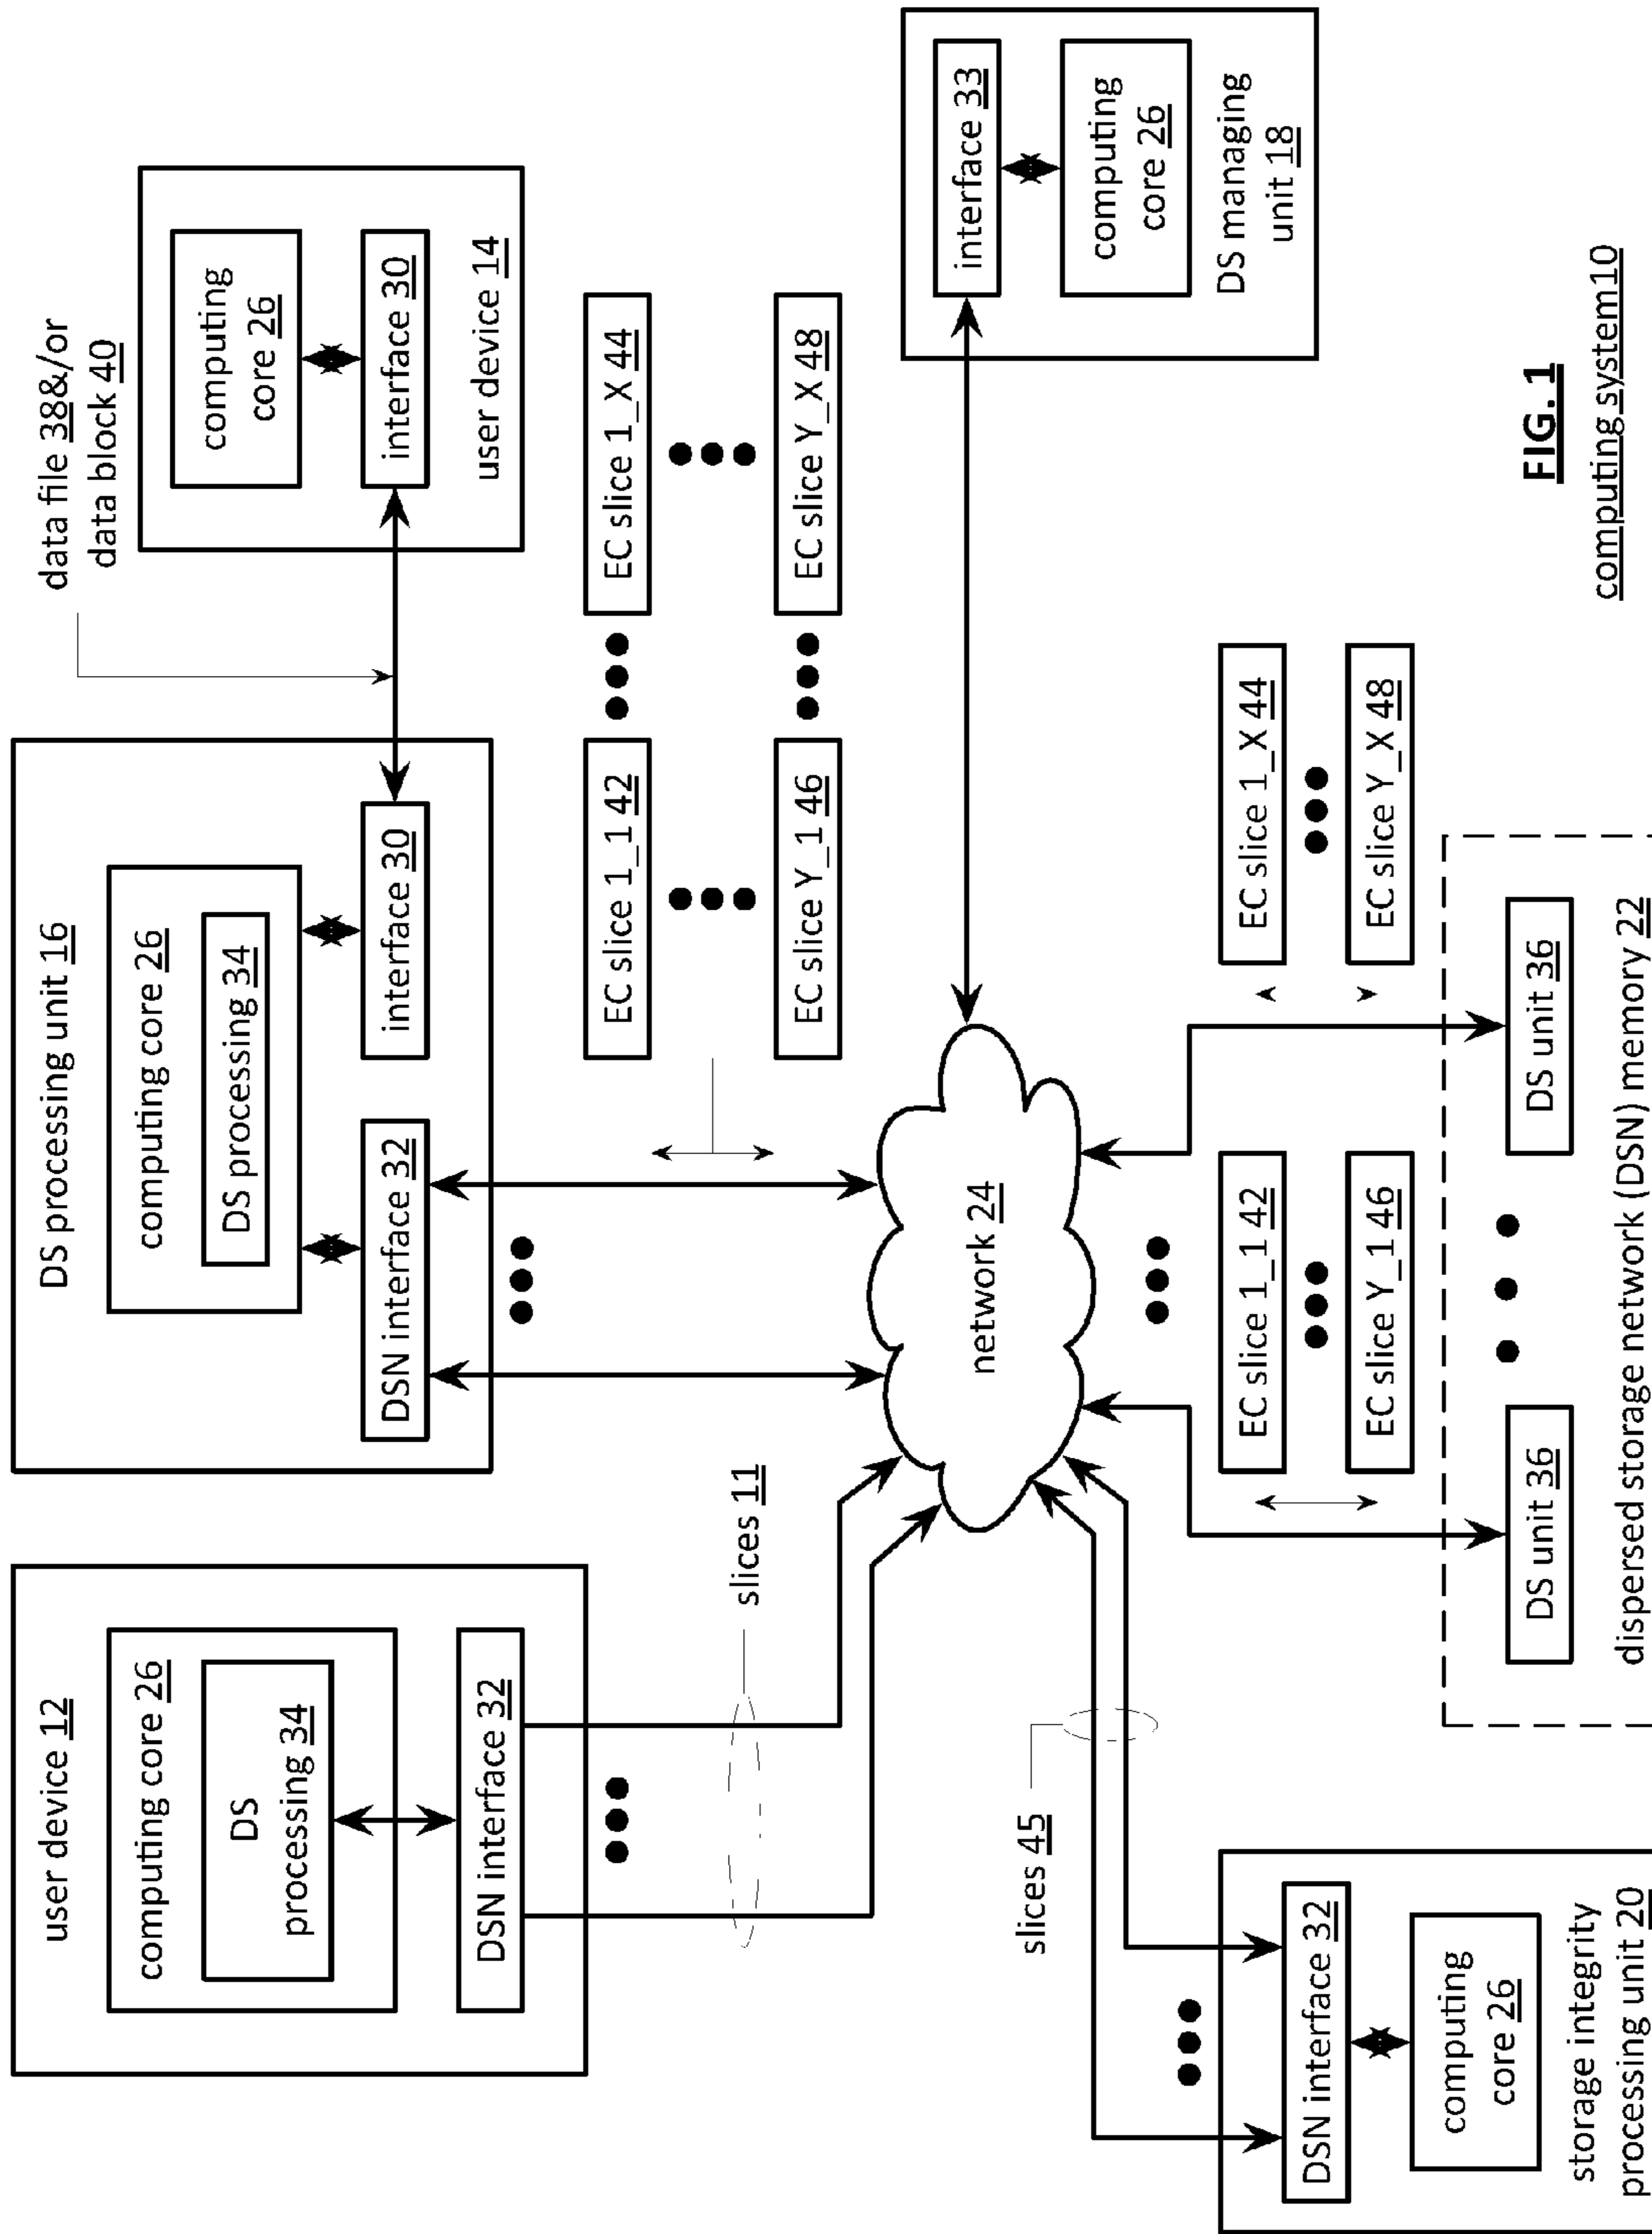 user device 12
computing core 26
DS
processing 34
DSN interface 32
slices 11
DS processing unit 16
computing core 26
DS processing 34
DSN interface 32
interface 30
data file 38&/or
data block 40
computing
core 26
interface 30
user device 14
EC slice 1_1 42
EC slice 1_X 44
EC slice Y_1 46
EC slice Y_X 48
network 24
interface 33
computing
core 26
DS managing
unit 18
slices 45
DSN interface 32
computing
core 26
storage integrity
processing unit 20
EC slice 1_1 42
EC slice Y_1 46
EC slice 1_X 44
EC slice Y_X 48
DS unit 36
DS unit 36
dispersed storage network (DSN) memory 22
FIG. 1
computing system10